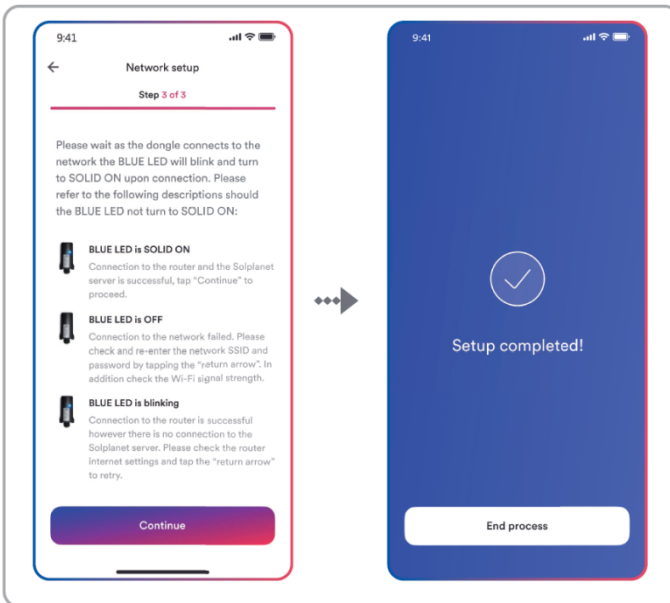 9:41
Network setup
Step 3 of 3
Please wait as the dongle connects to the
network the BLUE LED will blink and turn
to SOLID ON upon connection. Please
refer to the following descriptions should
the BLUE LED not turn to SOLID ON:
BLUE LED is SOLID ON
Connection to the router and the Solplanet
server is successful, tap “Continue” to
proceed.
BLUE LED is OFF
Connection to the network failed. Please
check and re-enter the network SSID and
password by tapping the “return arrow”. In
addition check the Wi-Fi signal strength.
BLUE LED is blinking
Connection to the router is successful
however there is no connection to the
Solplanet server. Please check the router
internet settings and tap the “return arrow”
to retry.
Continue
9:41
Setup completed!
End process